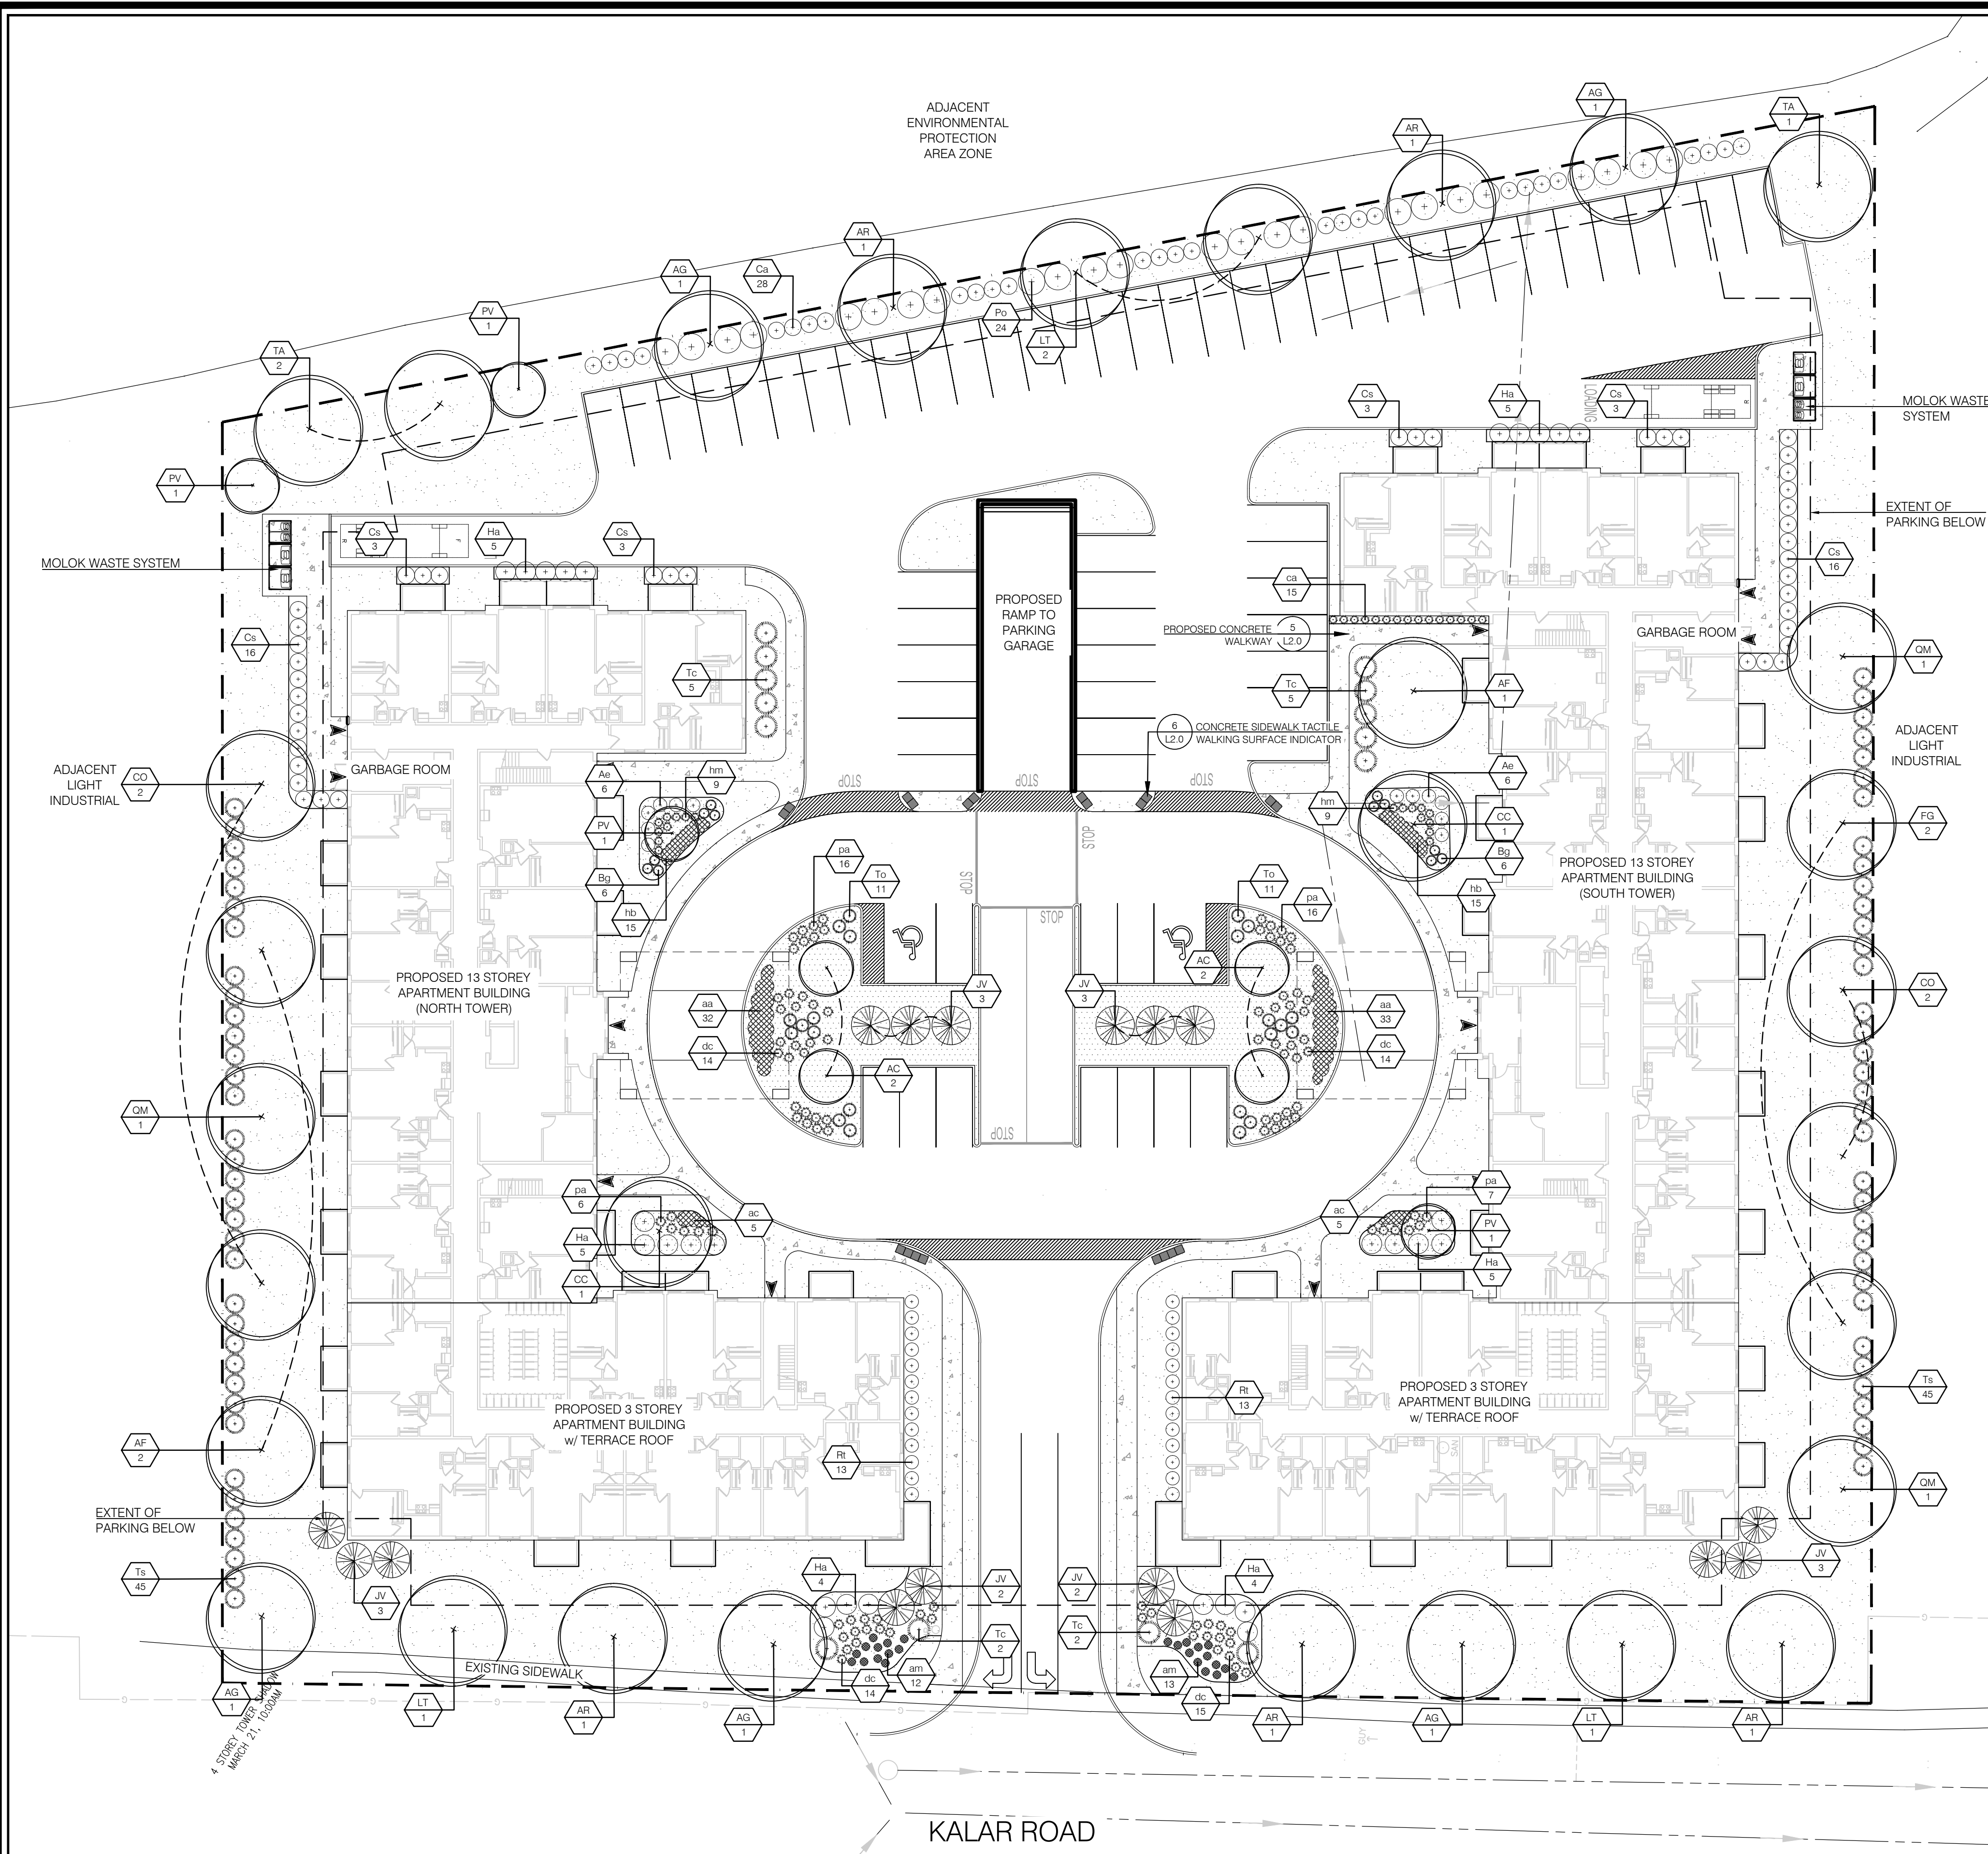 ADJACENT
ENVIRONMENTAL
PROTECTION
AREA ZONE
AG
1
TA
1
AR
1
AR
1
AG
1
Ca
28
PV
1
Po
24
LT
2
TA
2
PV
1
Cs
3
Ha
5
Cs
3
LOADING
R
MOLOK WASTE
SYSTEM
EXTENT OF
PARKING BELOW
Cs
16
MOLOK WASTE SYSTEM
R
F
Cs
3
Ha
5
Cs
3
PROPOSED
RAMP TO
PARKING
GARAGE
ca
15
PROPOSED CONCRETE
WALKWAY
5
L2.0
GARBAGE ROOM
QM
1
Cs
16
Tc
5
Tc
5
AF
1
6
L2.0
CONCRETE SIDEWALK TACTILE
WALKING SURFACE INDICATOR
ADJACENT
LIGHT
INDUSTRIAL
ADJACENT
LIGHT
INDUSTRIAL
CO
2
GARBAGE ROOM
Ae
6
hm
9
STOP
STOP
STOP
Ae
6
hm
9
CC
1
FG
2
PV
1
STOP
pa
16
Bg
6
PROPOSED 13 STOREY
APARTMENT BUILDING
(SOUTH TOWER)
Bg
6
To
11
STOP
To
11
pa
16
hb
15
hb
15
STOP
AC
2
PROPOSED 13 STOREY
APARTMENT BUILDING
(NORTH TOWER)
JV
3
JV
3
CO
2
aa
32
aa
33
dc
14
dc
14
AC
2
QM
1
STOP
pa
6
ac
5
ac
5
pa
7
PV
1
Ha
5
Ha
5
CC
1
PROPOSED 3 STOREY
APARTMENT BUILDING
w/ TERRACE ROOF
PROPOSED 3 STOREY
APARTMENT BUILDING
w/ TERRACE ROOF
Rt
13
Ts
45
AF
2
Rt
13
QM
1
EXTENT OF
PARKING BELOW
Ts
45
JV
3
Ha
4
JV
2
JV
2
Ha
4
JV
3
Tc
2
Tc
2
EXISTING SIDEWALK
dc
14
am
12
am
13
dc
15
AG
1
LT
1
AR
1
AG
1
AR
1
AG
1
LT
1
AR
1
4 STOREY TOWER SHADOW
MARCH 21, 10:00AM
GUY
KALAR ROAD